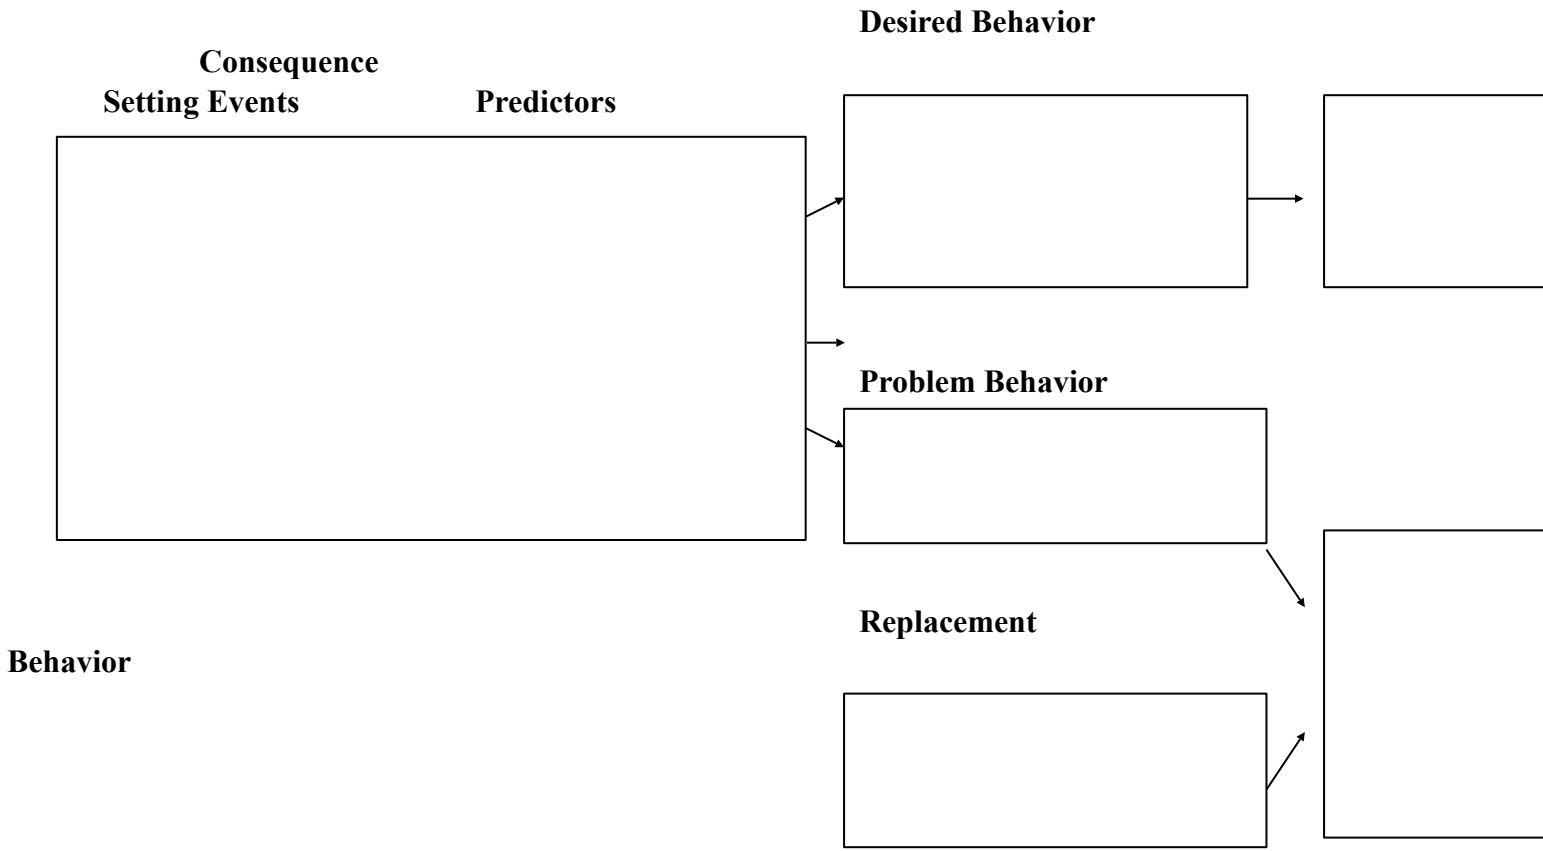 Desired Behavior
Consequence
Setting Events Predictors
Problem Behavior
Replacement
Behavior